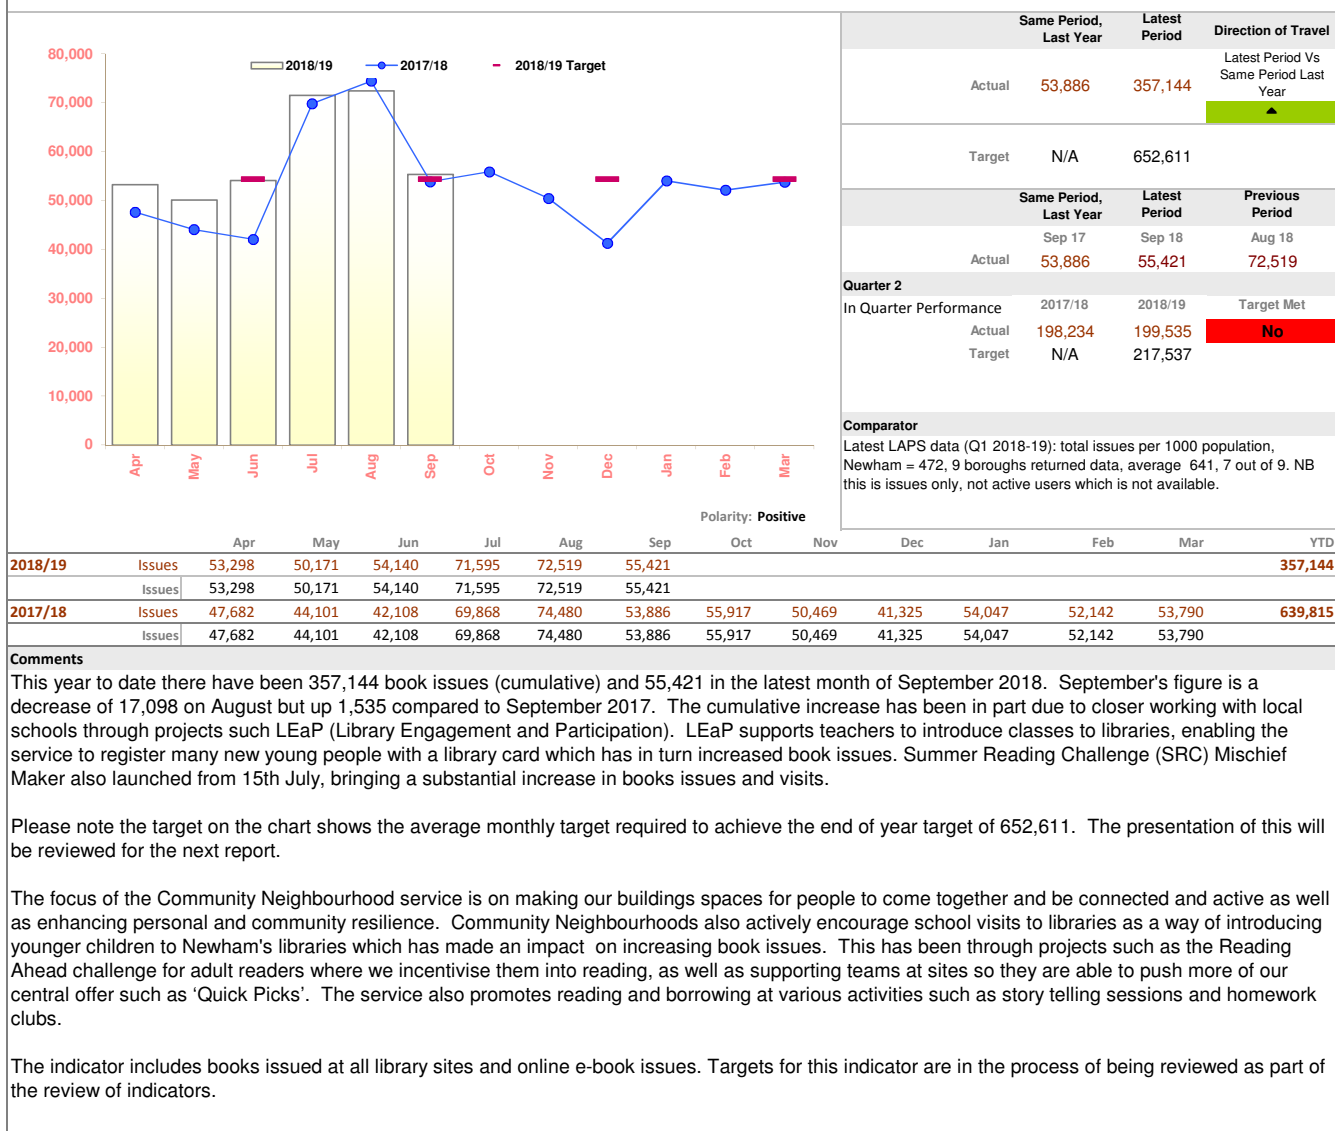 Same Period, Last Year Latest Period Direction of Travel
Latest Period Vs Same Period Last Year
Actual 53,886 357,144
Target N/A 652,611
80,000
70,000
60,000
50,000
40,000
30,000
20,000
10,000
0
2018/19 2017/18 2018/19 Target
Apr May Jun Jul Aug Sep Oct Nov Dec Jan Feb Mar
Same Period, Last Year Latest Period Previous Period
Sep 17 Sep 18 Aug 18
Actual 53,886 55,421 72,519
Quarter 2
In Quarter Performance 2017/18 2018/19 Target Met
Actual 198,234 199,535 No
Target N/A 217,537
Comparator
Latest LAPS data (Q1 2018-19): total issues per 1000 population,
Newham = 472, 9 boroughs returned data, average 641, 7 out of 9. NB
this is issues only, not active users which is not available.
Polarity: Positive
Apr May Jun Jul Aug Sep Oct Nov Dec Jan Feb Mar YTD
2018/19 Issues 53,298 50,171 54,140 71,595 72,519 55,421 357,144
Issues 53,298 50,171 54,140 71,595 72,519 55,421
2017/18 Issues 47,682 44,101 42,108 69,868 74,480 53,886 55,917 50,469 41,325 54,047 52,142 53,790 639,815
Issues 47,682 44,101 42,108 69,868 74,480 53,886 55,917 50,469 41,325 54,047 52,142 53,790
Comments
This year to date there have been 357,144 book issues (cumulative) and 55,421 in the latest month of September 2018. September's figure is a
decrease of 17,098 on August but up 1,535 compared to September 2017. The cumulative increase has been in part due to closer working with local
schools through projects such LEaP (Library Engagement and Participation). LEaP supports teachers to introduce classes to libraries, enabling the
service to register many new young people with a library card which has in turn increased book issues. Summer Reading Challenge (SRC) Mischief
Maker also launched from 15th July, bringing a substantial increase in books issues and visits.
Please note the target on the chart shows the average monthly target required to achieve the end of year target of 652,611. The presentation of this will
be reviewed for the next report.
The focus of the Community Neighbourhood service is on making our buildings spaces for people to come together and be connected and active as well
as enhancing personal and community resilience. Community Neighbourhoods also actively encourage school visits to libraries as a way of introducing
younger children to Newham's libraries which has made an impact on increasing book issues. This has been through projects such as the Reading
Ahead challenge for adult readers where we incentivise them into reading, as well as supporting teams at sites so they are able to push more of our
central offer such as ‘Quick Picks’. The service also promotes reading and borrowing at various activities such as story telling sessions and homework
clubs.
The indicator includes books issued at all library sites and online e-book issues. Targets for this indicator are in the process of being reviewed as part of
the review of indicators.